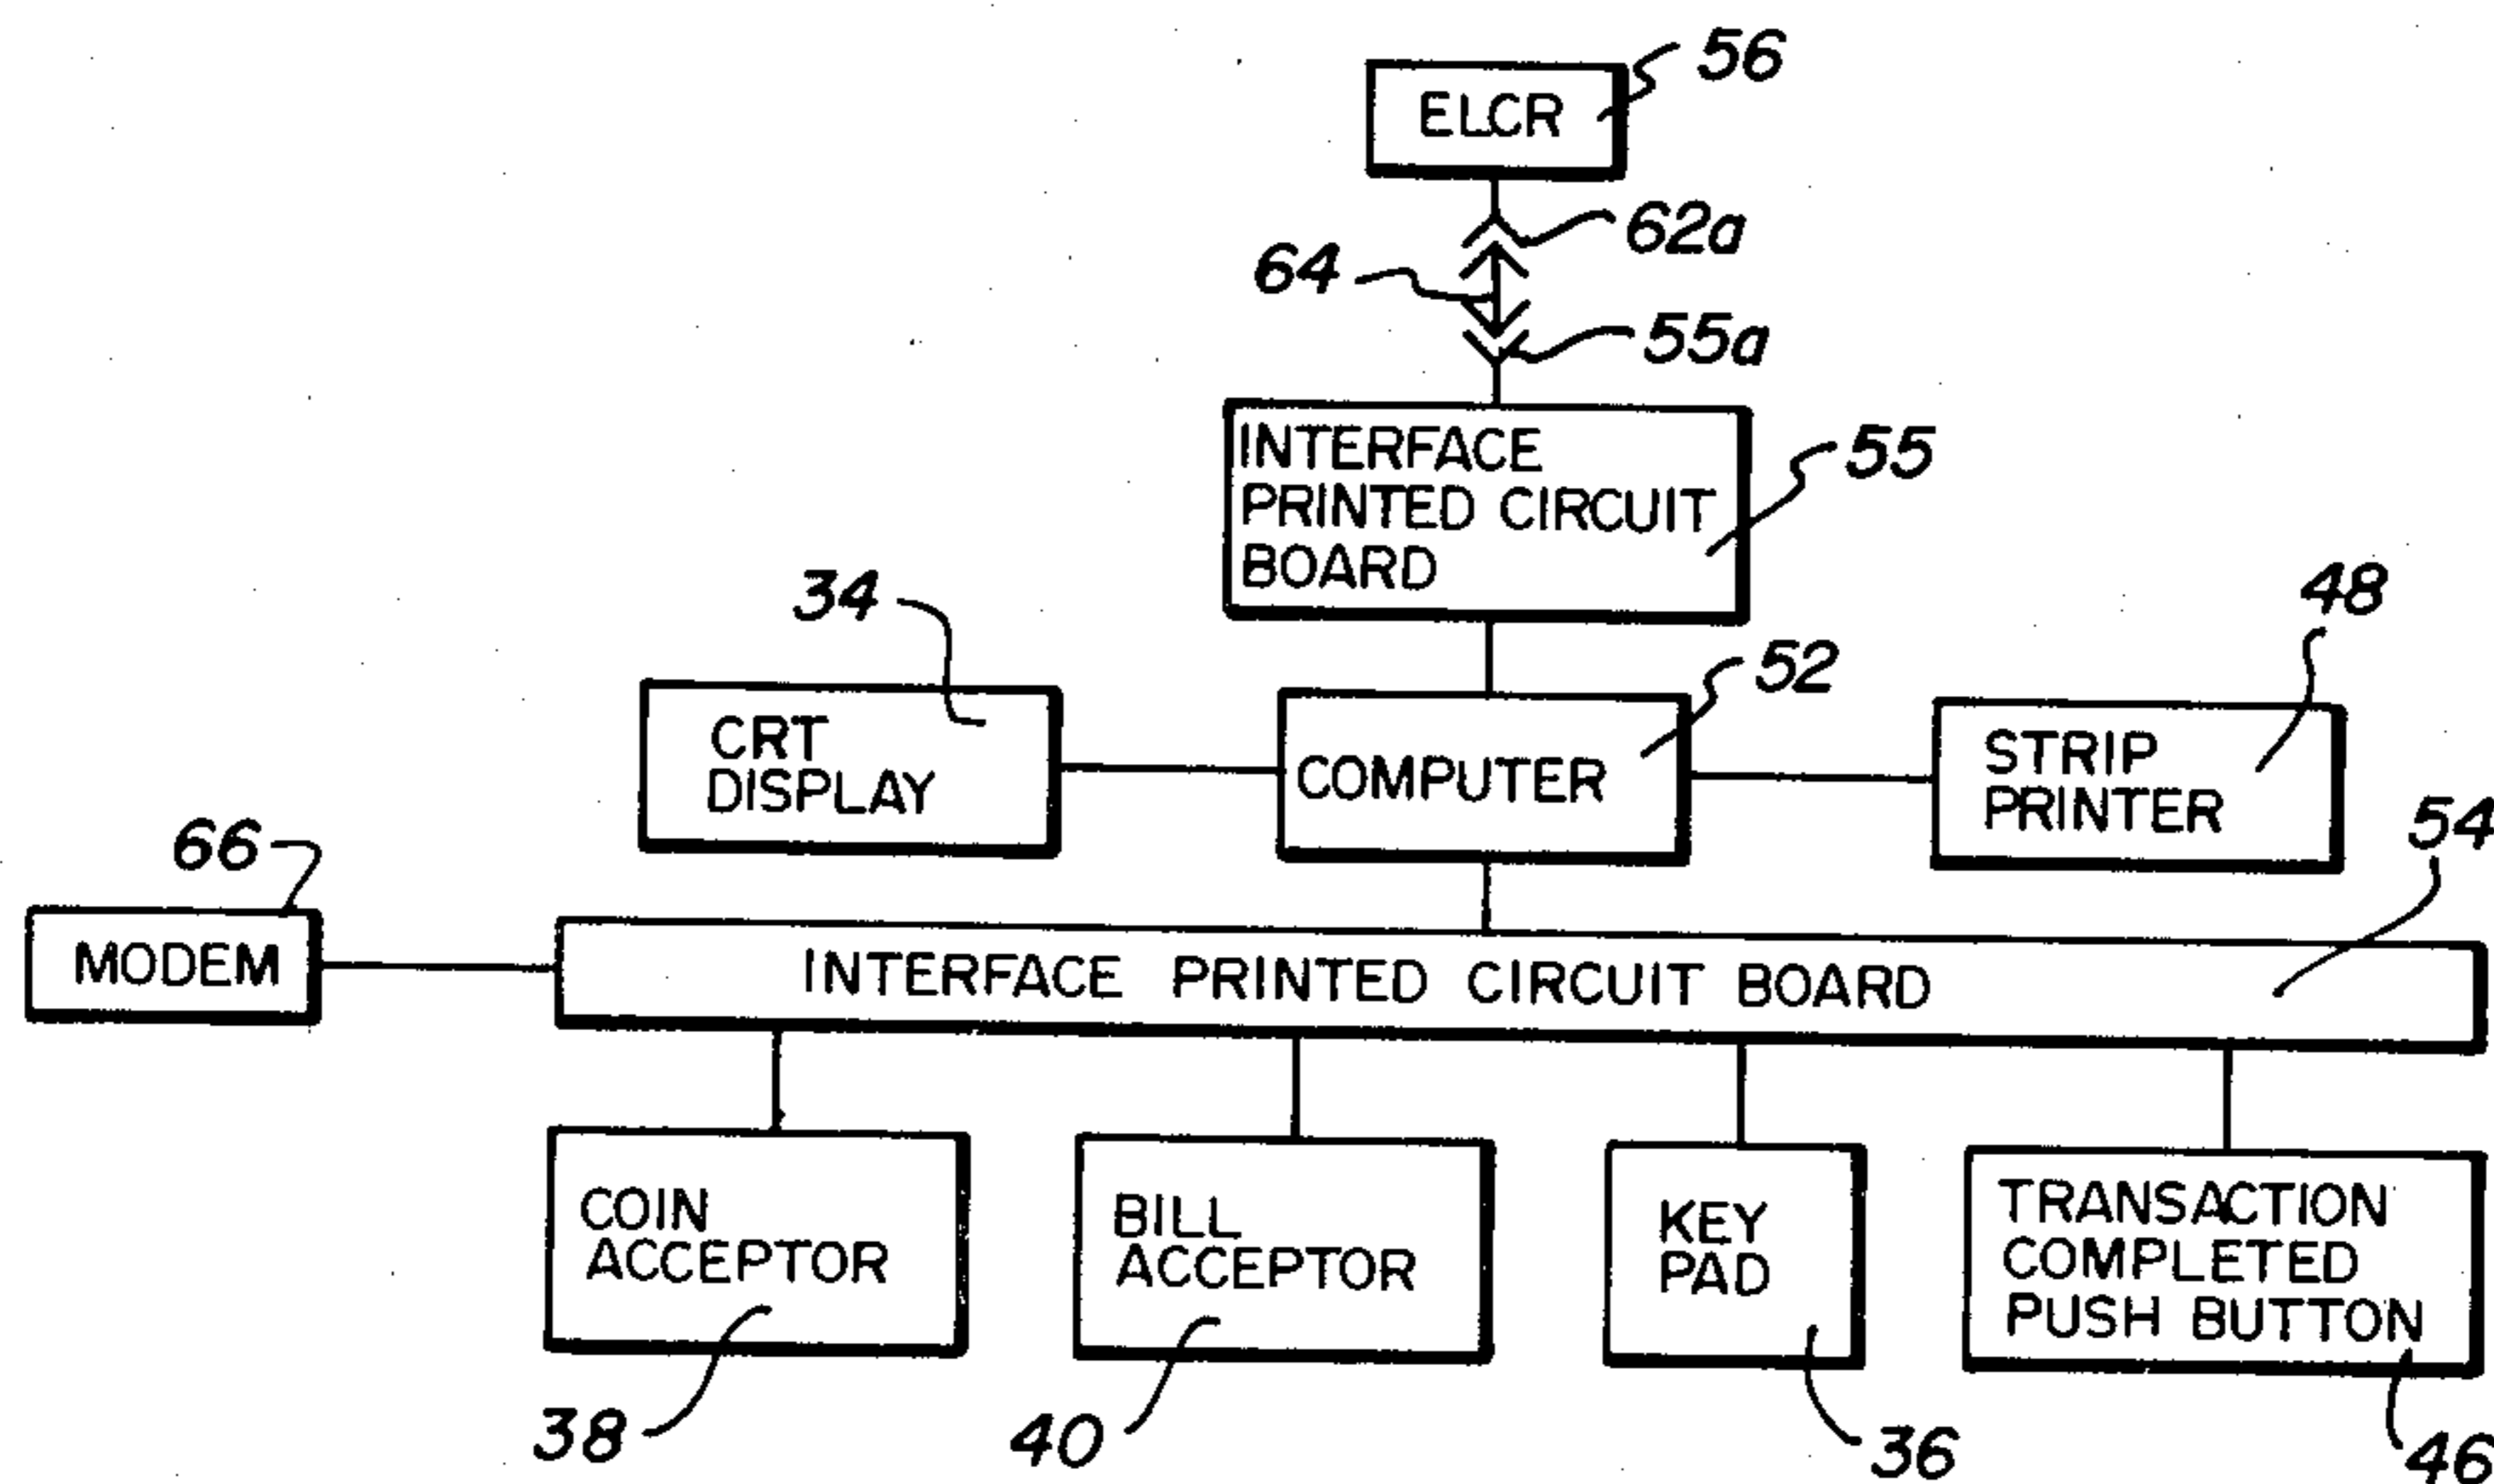 56
ELCR
62a
64
55a
INTERFACE
PRINTED CIRCUIT
BOARD
55
34
48
52
CRT
DISPLAY
COMPUTER
STRIP
PRINTER
54
66
MODEM
INTERFACE PRINTED CIRCUIT BOARD
COIN
ACCEPTOR
BILL
ACCEPTOR
KEY
PAD
TRANSACTION
COMPLETED
PUSH BUTTON
38
40
36
46